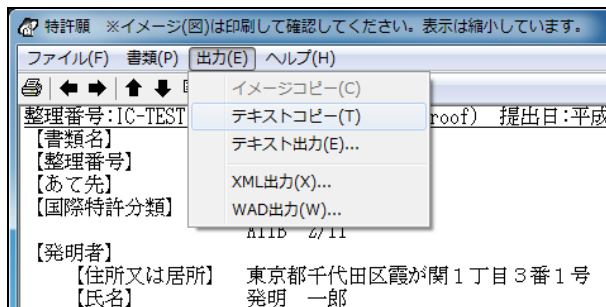 特許願 ※イメージ(図)は印刷して確認してください。表示は縮小しています。
ファイル(F) 書類(P) 出力(E) ヘルプ(H)
イメージコピー(C)
テキストコピー(T)
テキスト出力(E)...
XML出力(X)...
WAD出力(W)...
整理番号:IC-TEST roof) 提出日:平成
【書類名】
【整理番号】
【あて先】
【国際特許分類】
A11B 2/11
【発明者】
【住所又は居所】 東京都千代田区霞が関1丁目3番1号
【氏名】 発明 一郎